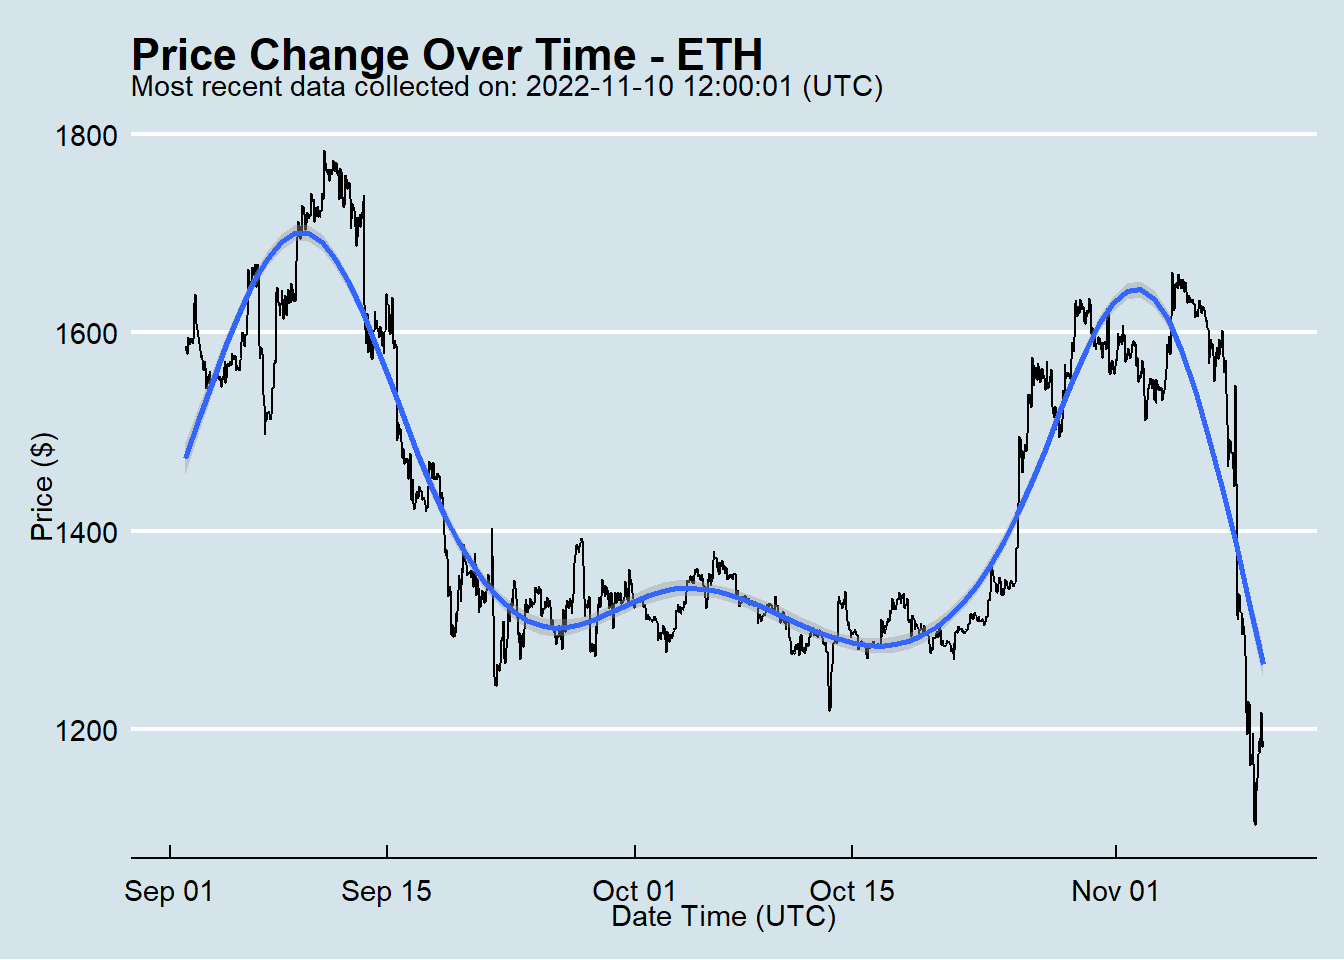 Price Change Over Time - ETH
Most recent data collected on: 2022-11-10 12:00:01 (UTC)
Price ($)
1800
1600
1400
1200
Sep 01
Sep 15
Oct 01
Oct 15
Nov 01
Date Time (UTC)